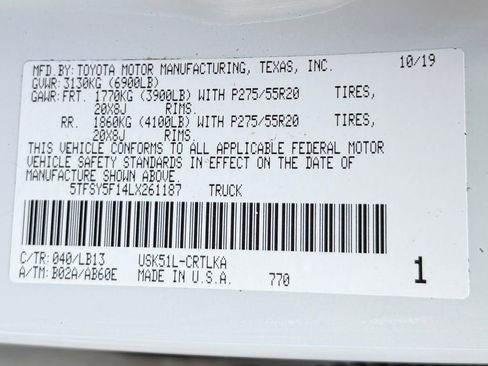 MFD.BY: TOYOTA MOTOR MANUFACTURING, TEXAS, INC. 10/19
GVWR: 3130KG (6900LB)
GAWR: FRT. 1770KG (3900LB) WITH P275/55R20 TIRES,
20X8J RIMS.
RR. 1860KG (4100LB) WITH P275/55R20 TIRES,
20X8J RIMS.
THIS VEHICLE CONFORMS TO ALL APPLICABLE FEDERAL MOTOR
VEHICLE SAFETY STANDARDS IN EFFECT ON THE DATE OF
MANUFACTURE SHOWN ABOVE.
5TFSY5F14LX261187 TRUCK
C/TR: 040/LB13 USK51L-CRTLKA
A/TM: B02A/AB60E MADE IN U.S.A. 770 1